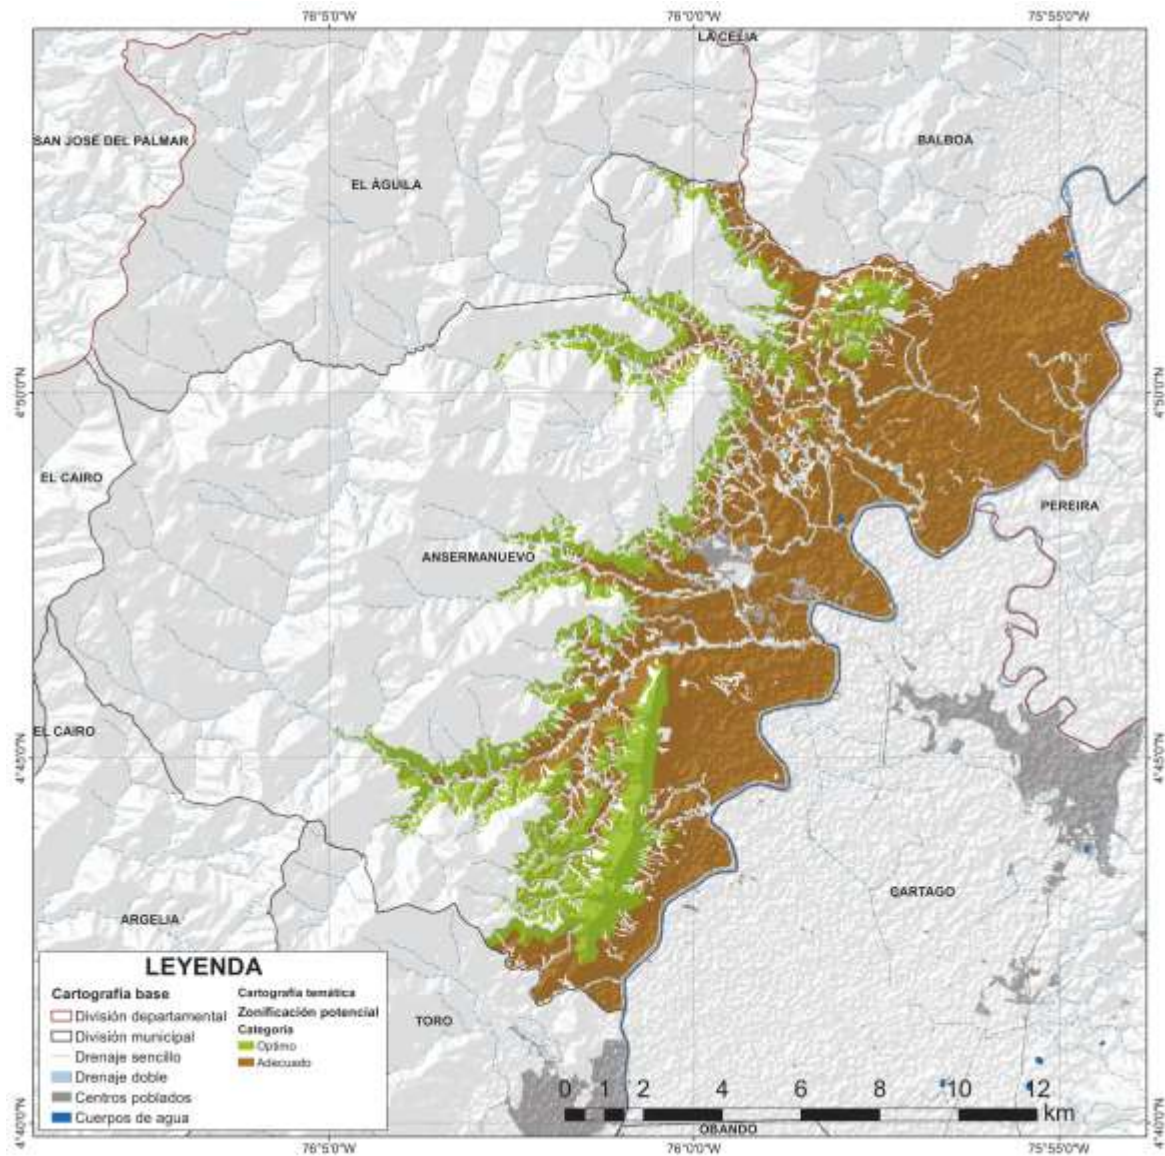 76°5'0"W 76°0'0"W 75°55'0"W
LA CELIA
SAN JOSÉ DEL PALMAR
BALBOA
EL ÁGUILA
4°50'0"N 4°50'0"N
EL CAIRO
PEREIRA
ANSERMANUEVO
EL CAIRO
4°45'0"N 4°45'0"N
CARTAGO
ARGELIA
TORO
LEYENDA
Cartografía base
División departamental
División municipal
Drenaje sencillo
Drenaje doble
Centros poblados
Cuerpos de agua
Cartografía temática
Zonificación potencial
Categoría
Optimo
Adecuado
0 1 2 4 6 8 10 12
km
OBANDO
4°40'0"N 4°40'0"N
76°5'0"W 76°0'0"W 75°55'0"W